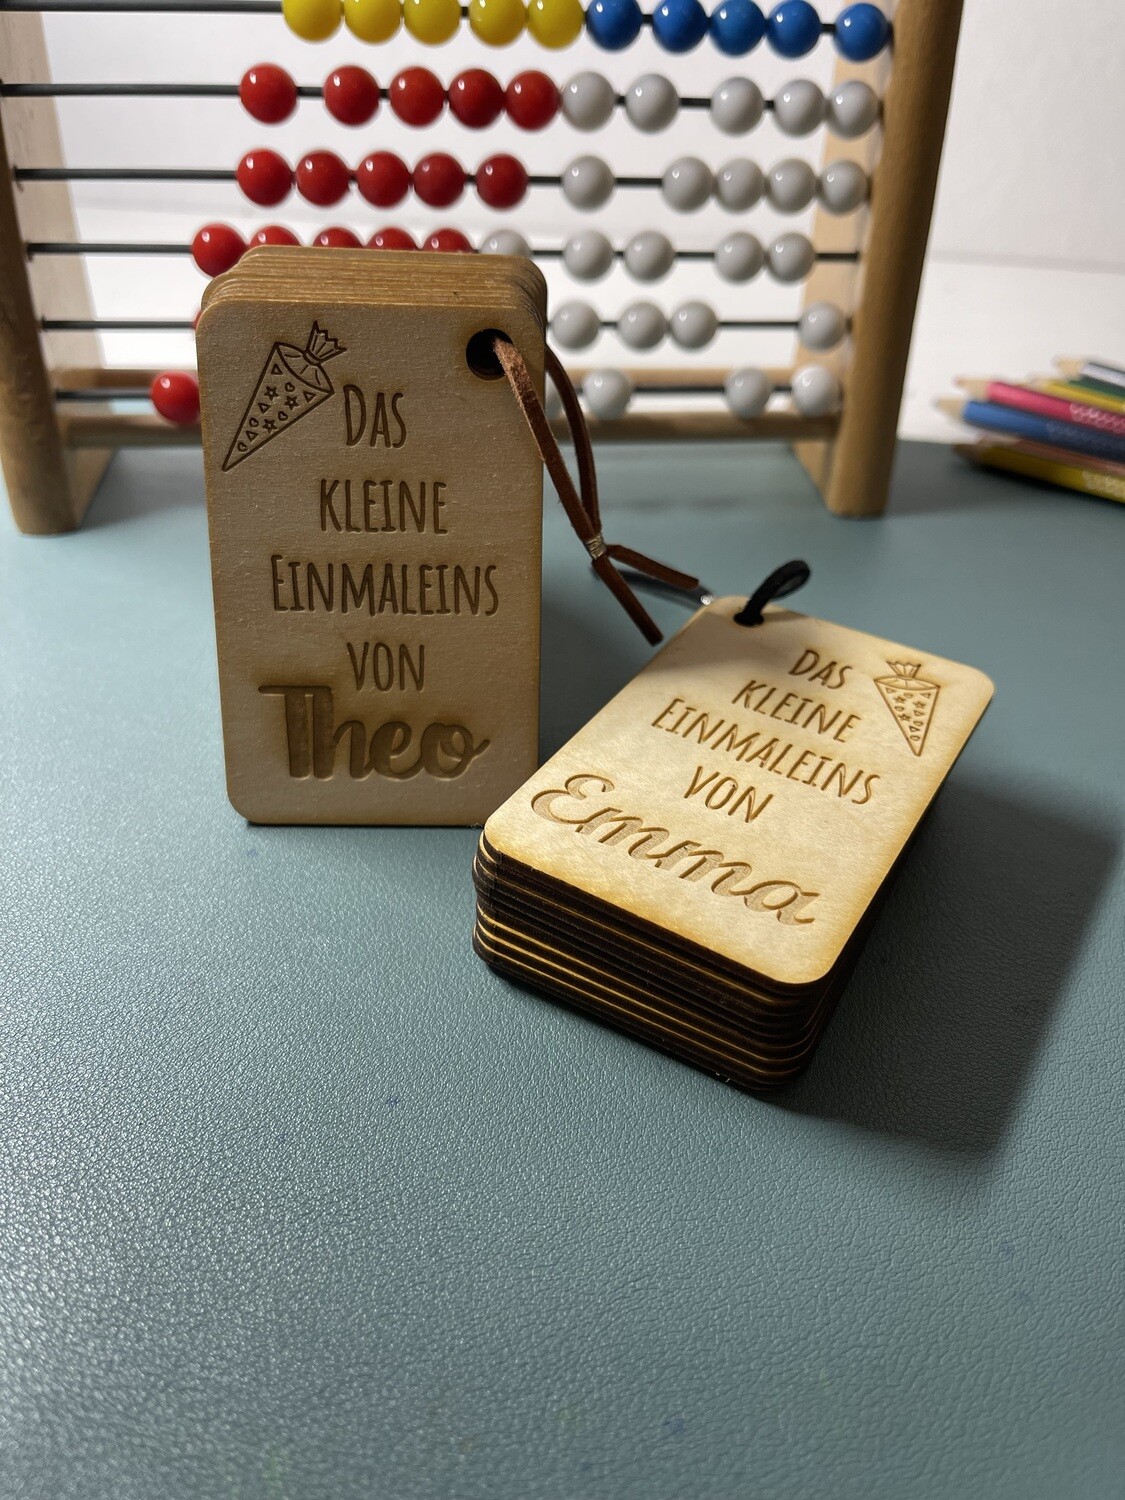 DAS
KLEINE
EINMALEINS
VON
Theo
DAS
KLEINE
EINMALEINS
VON
Emma